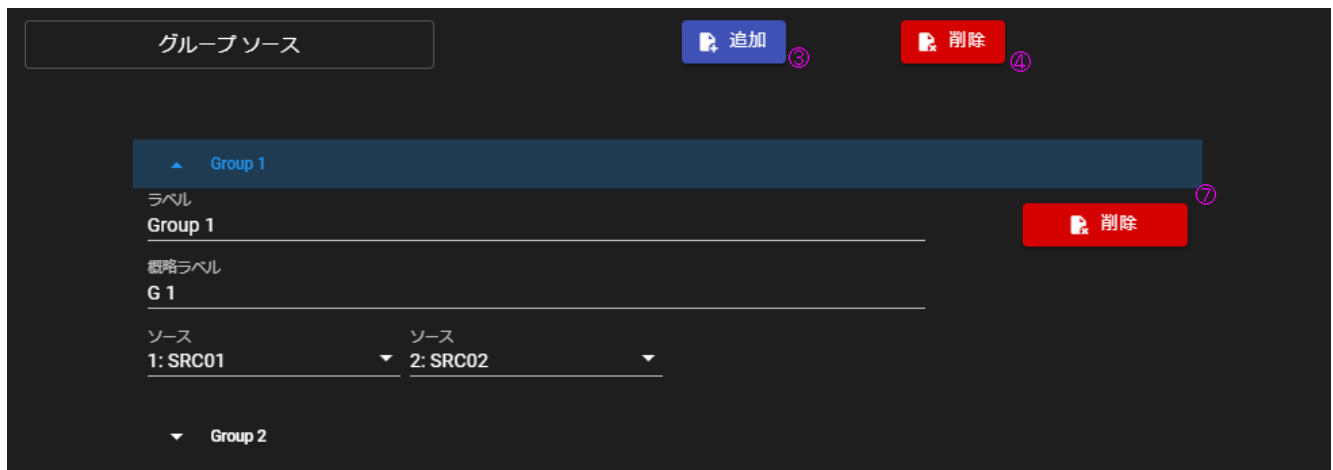 グループ ソース
追加
③
削除
④
Group 1
⑦
ラベル
Group 1
削除
概略ラベル
G 1
ソース ソース
1: SRC01 2: SRC02
Group 2